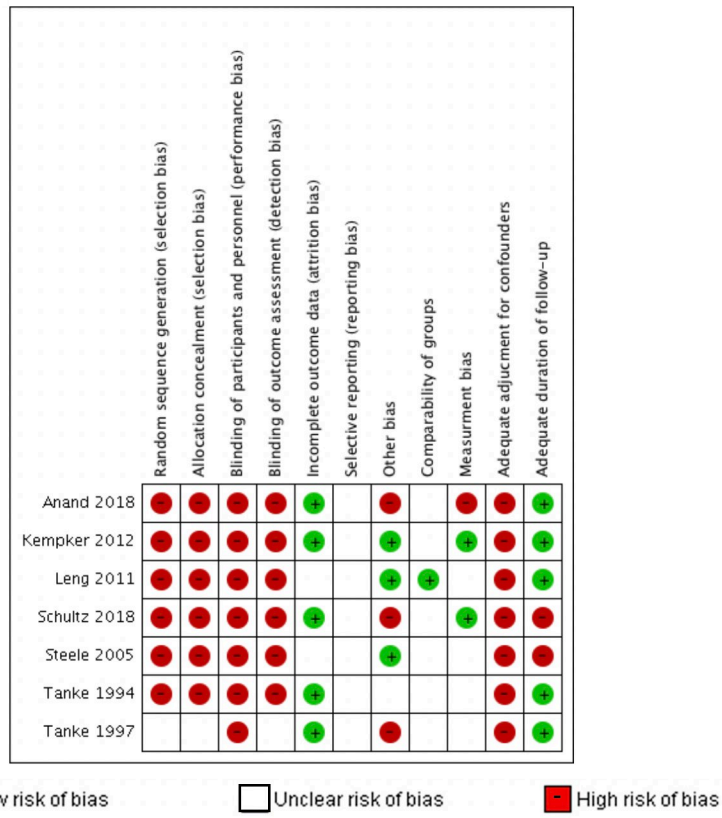 Random sequence generation (selection bias)
Allocation concealment (selection bias)
Blinding of participants and personnel (performance bias)
Blinding of outcome assessment (detection bias)
Incomplete outcome data (attrition bias)
Selective reporting (reporting bias)
Other bias
Comparability of groups
Measurment bias
Adequate adjucment for confounders
Adequate duration of follow-up
Anand 2018 - - - - + - - - +
Kempker 2012 - - - - + + + - +
Leng 2011 - - - - + + - +
Schultz 2018 - - - - + - + - -
Steele 2005 - - - - + - -
Tanke 1994 - - - - + - +
Tanke 1997 - + - - +
risk of bias Unclear risk of bias - High risk of bias